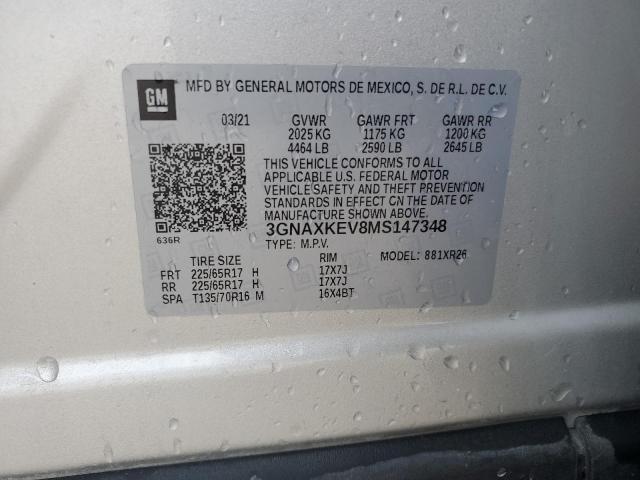 GM
MFD BY GENERAL MOTORS DE MEXICO, S. DE R.L. DE C.V.
03/21 GVWR GAWR FRT GAWR RR
2025 KG 1175 KG 1200 KG
4464 LB 2590 LB 2645 LB
THIS VEHICLE CONFORMS TO ALL
APPLICABLE U.S. FEDERAL MOTOR
VEHICLE SAFETY AND THEFT PREVENTION
STANDARDS IN EFFECT ON THE DATE OF
MANUFACTURE SHOWN ABOVE.
636R
3GNAXKEV8MS147348
TYPE: M.P.V. MODEL: 881XR26
TIRE SIZE RIM
FRT 225/65R17 H 17X7J
RR 225/65R17 H 17X7J
SPA T135/70R16 M 16X4BT